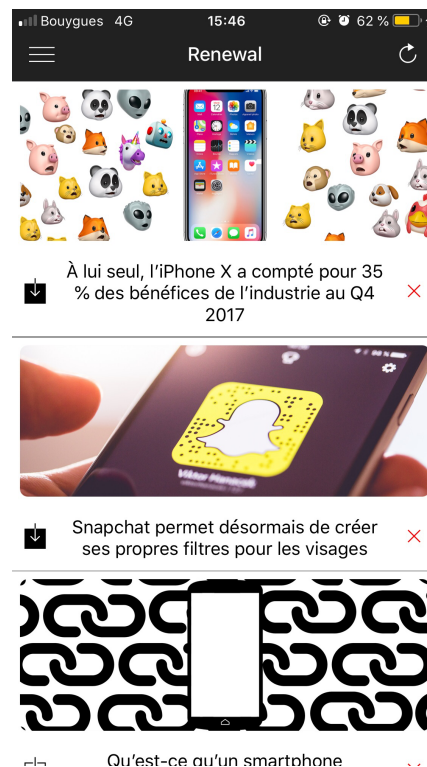 Bouygues 4G 15:46 62 %
Renewal
À lui seul, l'iPhone X a compté pour 35
% des bénéfices de l'industrie au Q4
2017
Snapchat permet désormais de créer
ses propres filtres pour les visages
Qu'est-ce qu'un smartphone